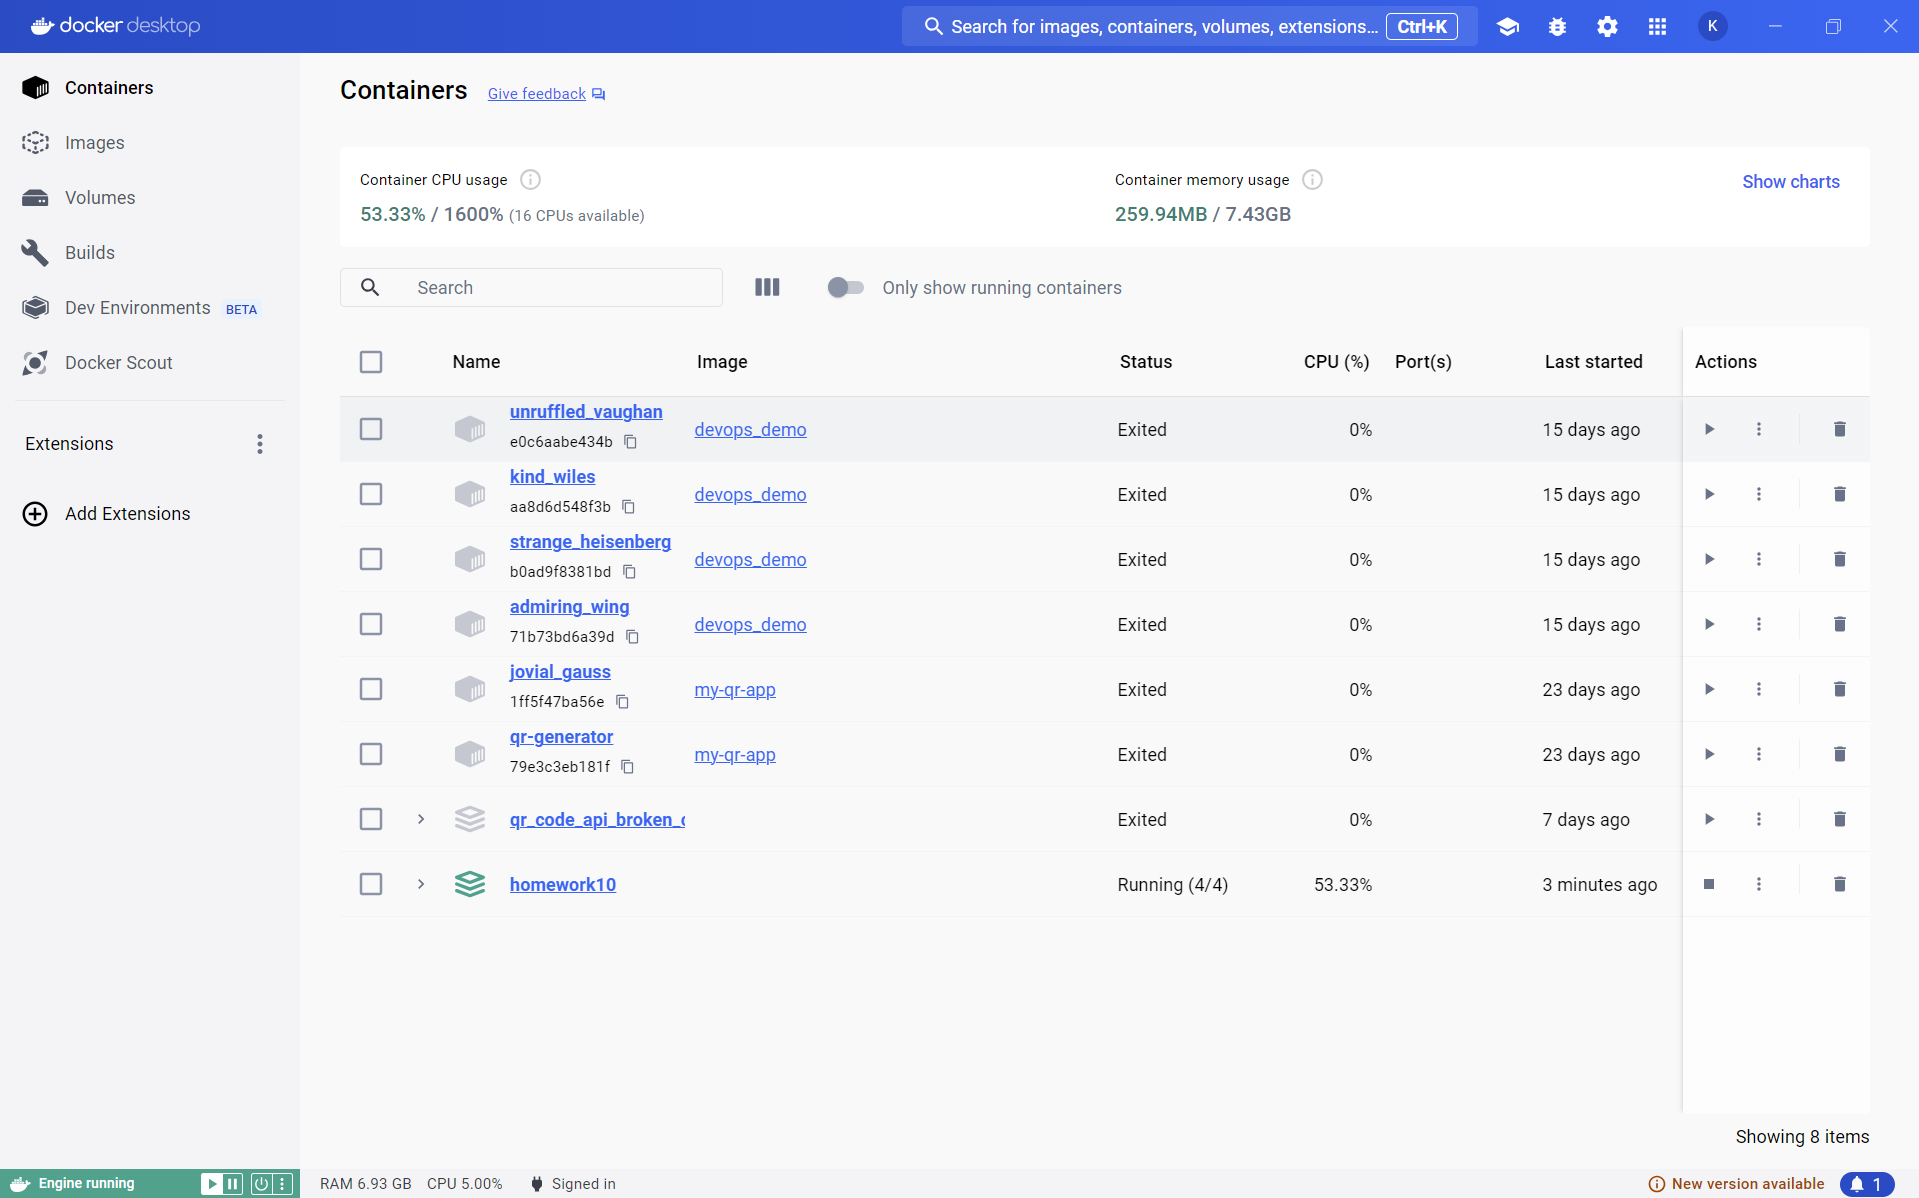 docker desktop
Search for images, containers, volumes, extensions... Ctrl+K
K
Containers
Images
Volumes
Builds
Dev Environments BETA
Docker Scout
Extensions
Add Extensions
Containers Give feedback
Container CPU usage
53.33% / 1600% (16 CPUs available)
Container memory usage
259.94MB / 7.43GB
Show charts
Search
Only show running containers
Name Image Status CPU (%) Port(s) Last started Actions
unruffled_vaughan
e0c6aabe434b
devops_demo Exited 0% 15 days ago
kind_wiles
aa8d6d548f3b
devops_demo Exited 0% 15 days ago
strange_heisenberg
b0ad9f8381bd
devops_demo Exited 0% 15 days ago
admiring_wing
71b73bd6a39d
devops_demo Exited 0% 15 days ago
jovial_gauss
1ff5f47ba56e
my-qr-app Exited 0% 23 days ago
qr-generator
79e3c3eb181f
my-qr-app Exited 0% 23 days ago
qr_code_api_broken_ Exited 0% 7 days ago
homework10 Running (4/4) 53.33% 3 minutes ago
Showing 8 items
Engine running
RAM 6.93 GB CPU 5.00% Signed in
New version available 1